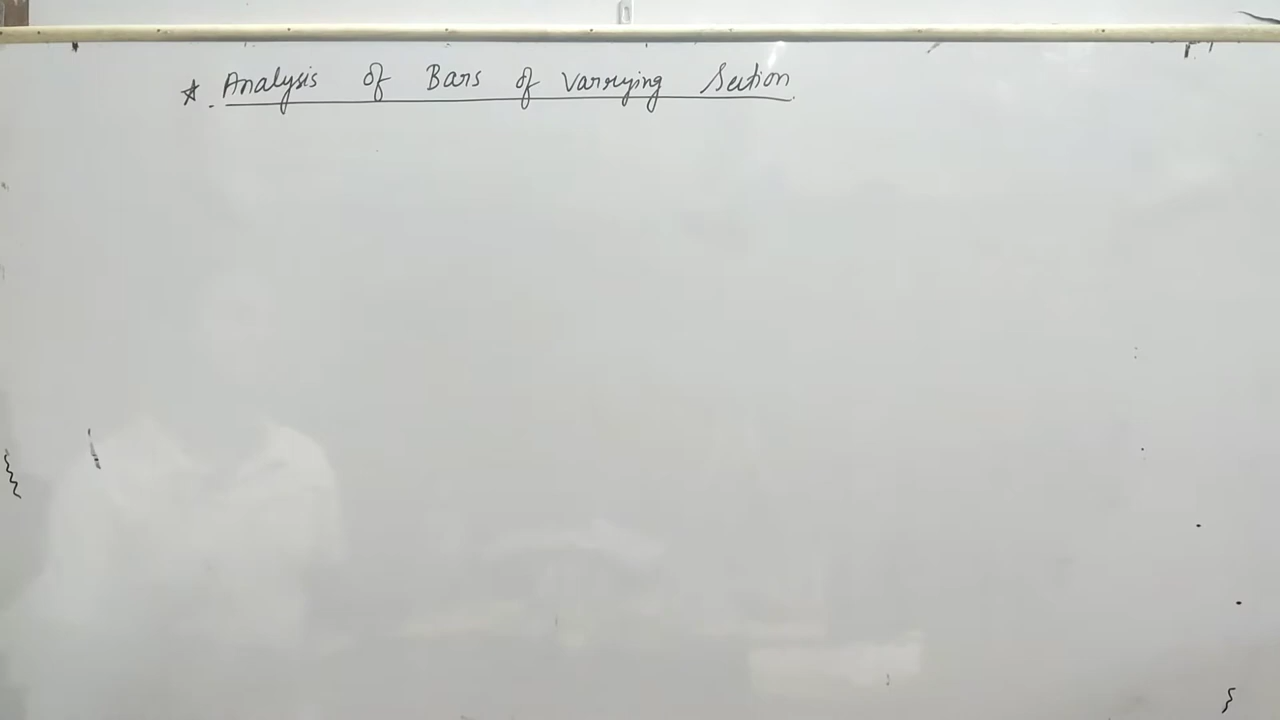 ☆. Analysis of Bars of Varrying Section.